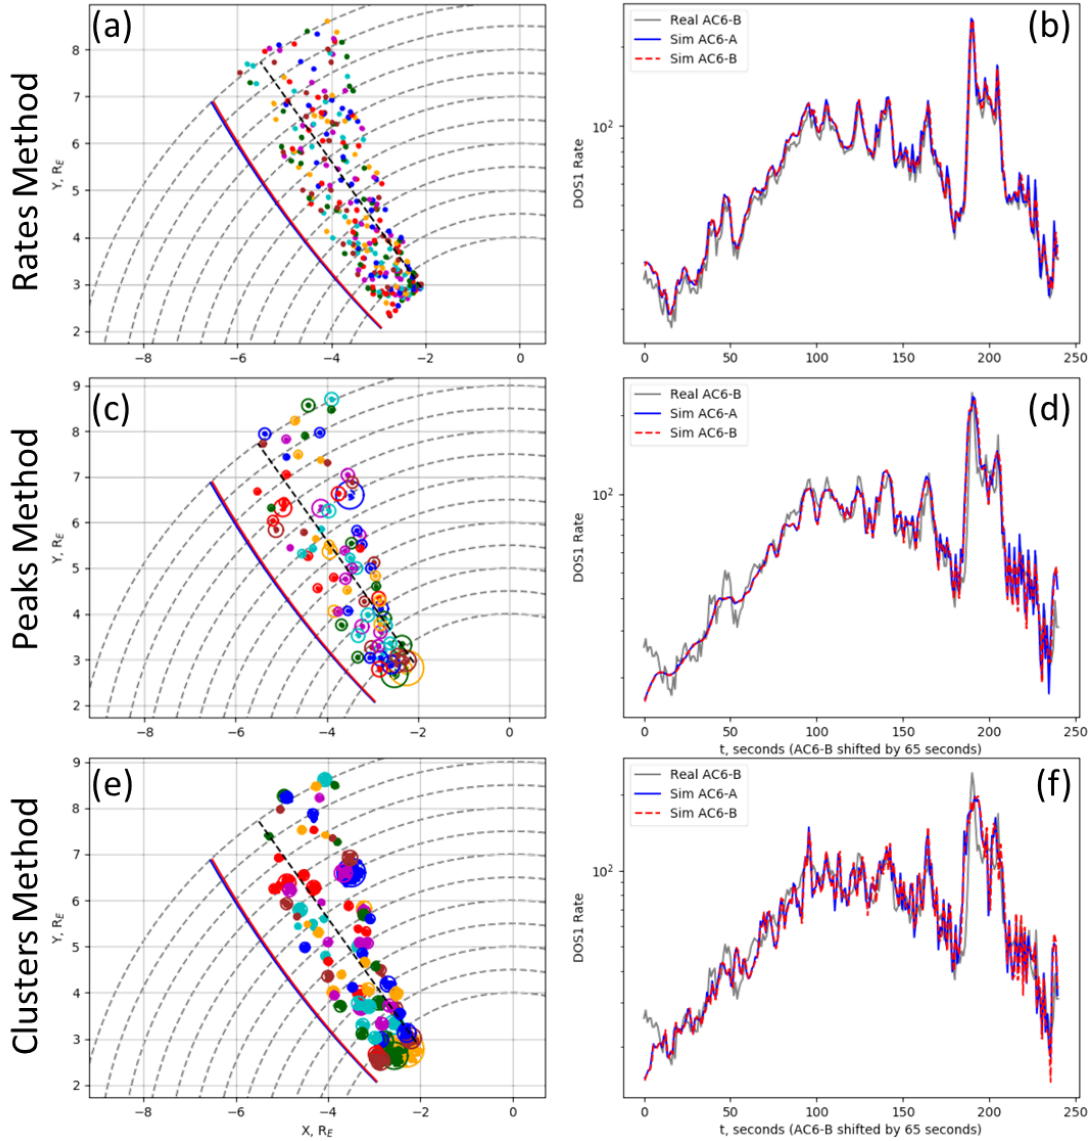 Rates Method
(a)
8
7
6
5
4
3
2
Y, RE
−8
−6
−4
−2
0
(b)
Real AC6-B
Sim AC6-A
Sim AC6-B
10²
DOS1 Rate
0
50
100
150
200
250
Peaks Method
(c)
9
8
7
6
5
4
3
2
Y, RE
−8
−6
−4
−2
0
(d)
Real AC6-B
Sim AC6-A
Sim AC6-B
10²
DOS1 Rate
0
50
100
150
200
250
t, seconds (AC6-B shifted by 65 seconds)
Clusters Method
(e)
9
8
7
6
5
4
3
2
Y, RE
−8
−6
−4
−2
0
X, RE
(f)
Real AC6-B
Sim AC6-A
Sim AC6-B
10²
DOS1 Rate
0
50
100
150
200
250
t, seconds (AC6-B shifted by 65 seconds)